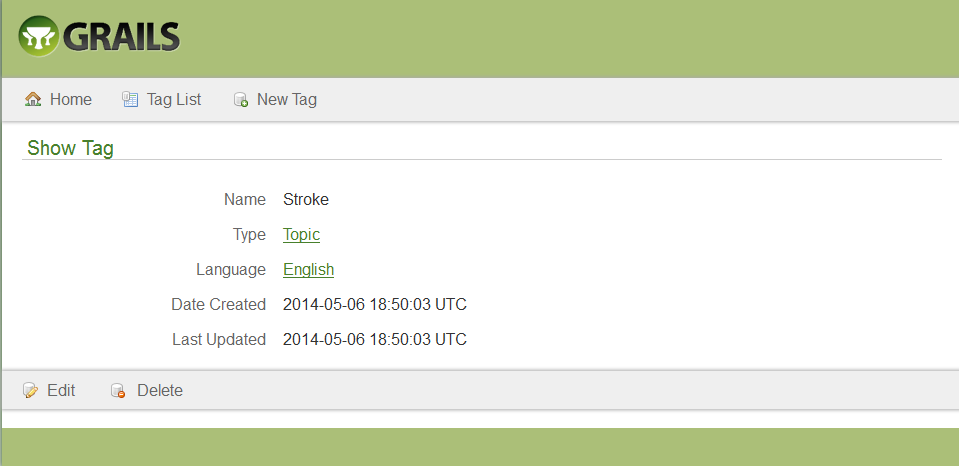 GRAILS
Home Tag List New Tag
Show Tag
Name Stroke
Type Topic
Language English
Date Created 2014-05-06 18:50:03 UTC
Last Updated 2014-05-06 18:50:03 UTC
Edit Delete